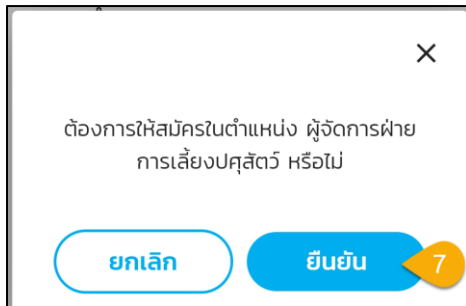 ต้องการให้สมัครในตำแหน่ง ผู้จัดการฝ่าย
การเลี้ยงปศุสัตว์ หรือไม่
ยกเลิก
ยืนยัน
7